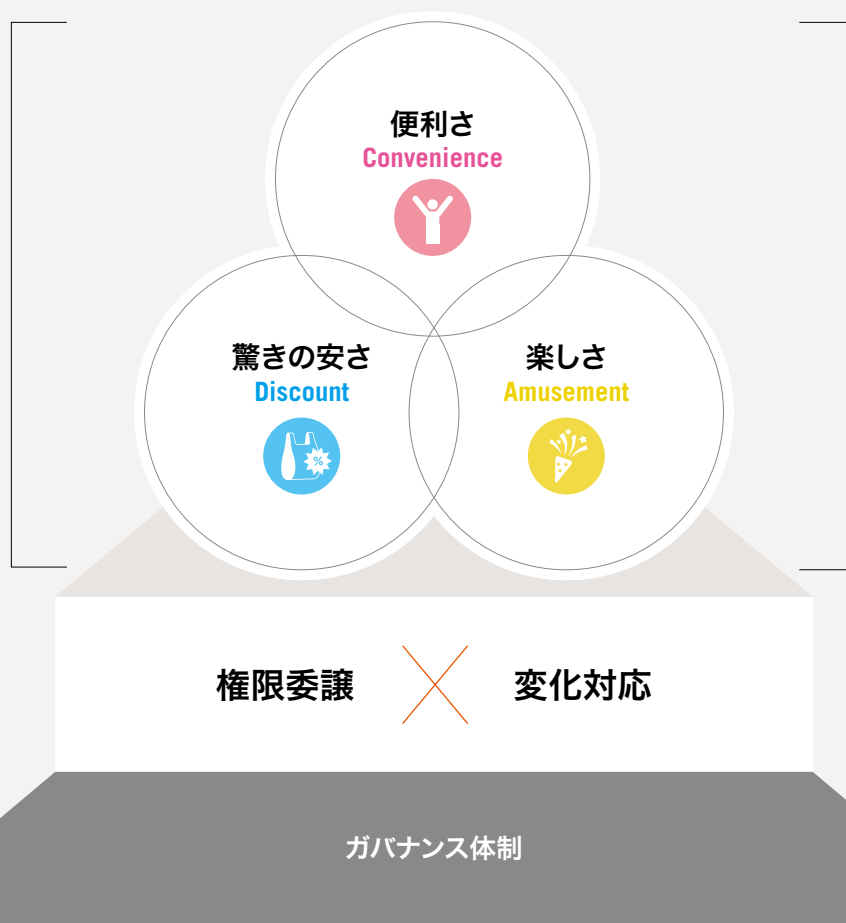 便利さ
Convenience
驚きの安さ
Discount
%
楽しさ
Amusement
権限委譲
変化対応
ガバナンス体制